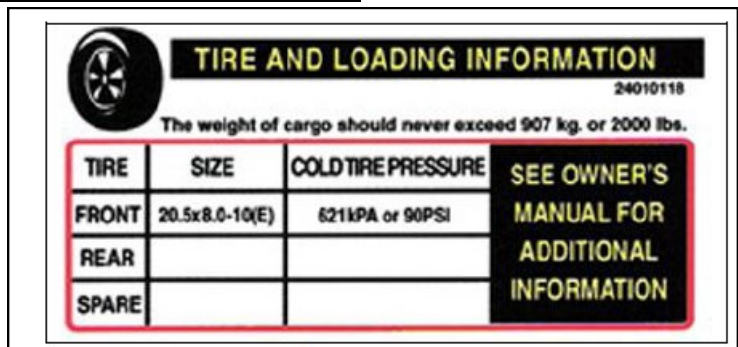 TIRE AND LOADING INFORMATION
24010118
The weight of cargo should never exceed 907 kg. or 2000 lbs.
TIRE SIZE COLD TIRE PRESSURE
FRONT 20.5x8.0-10(E) 621kPA or 90PSI
REAR
SPARE
SEE OWNER'S
MANUAL FOR
ADDITIONAL
INFORMATION